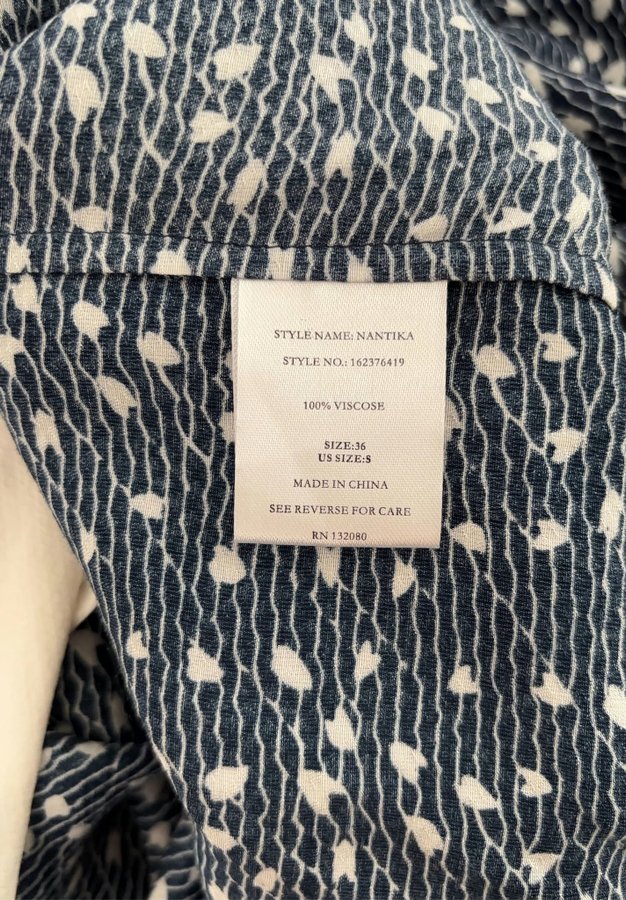 STYLE NAME: NANTIKA
STYLE NO.: 162376419
100% VISCOSE
SIZE:36
US SIZE:S
MADE IN CHINA
SEE REVERSE FOR CARE
RN 132080